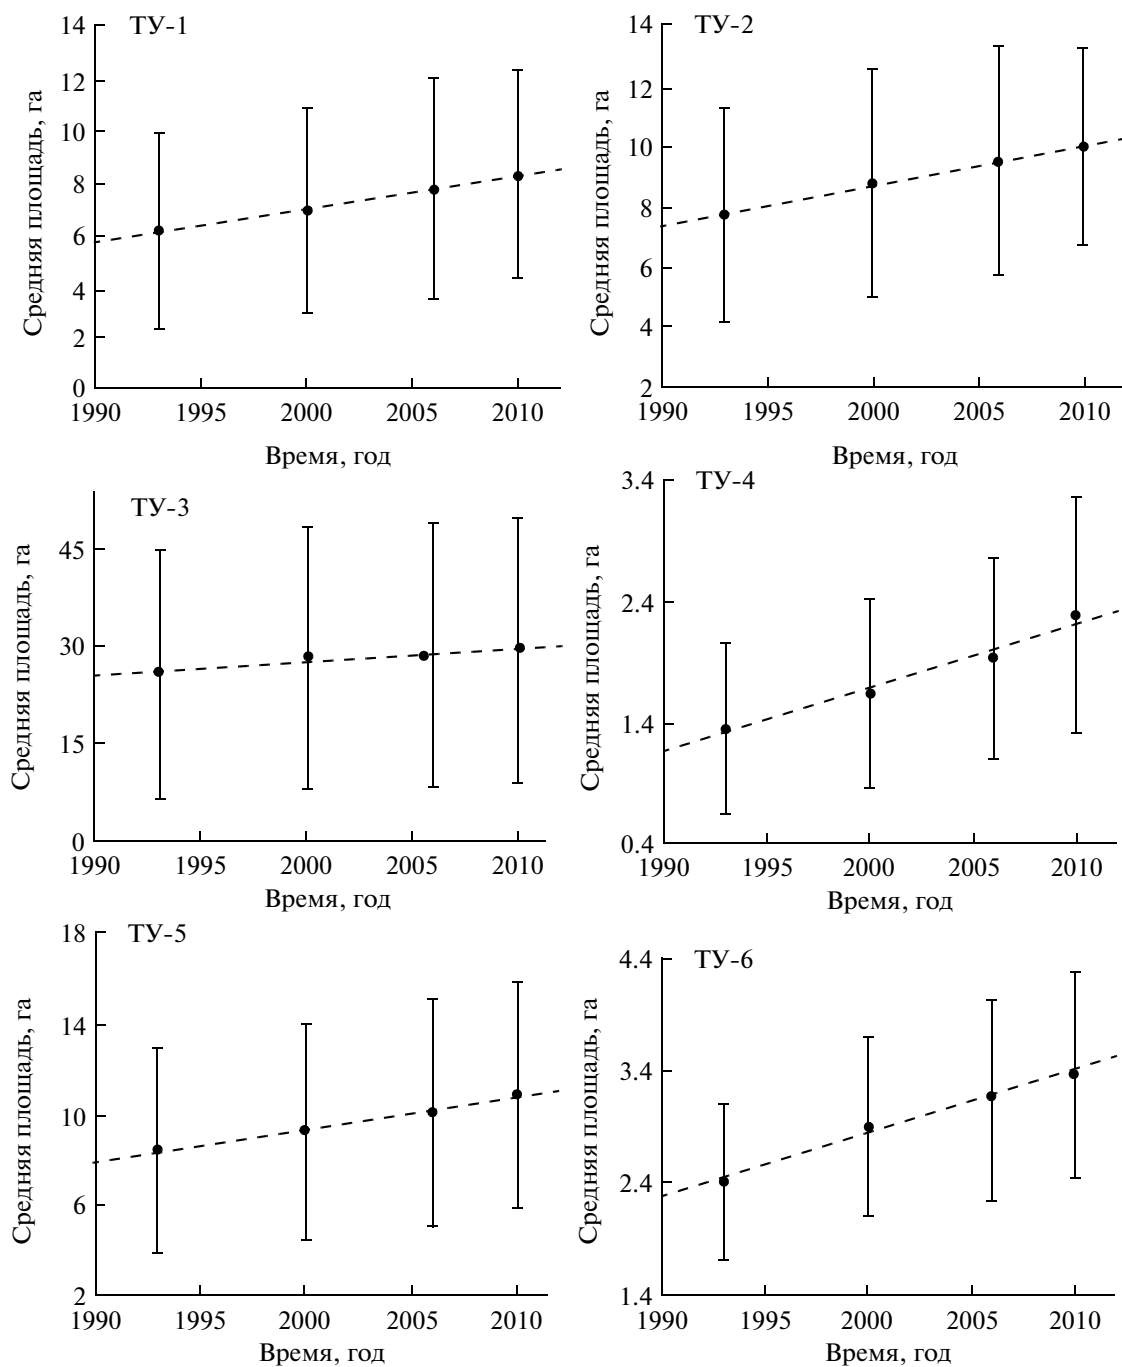 ТУ-1
Средняя площадь, га
14
12
10
8
6
4
2
0
1990 1995 2000 2005 2010
Время, год
ТУ-2
Средняя площадь, га
14
12
10
8
6
4
2
1990 1995 2000 2005 2010
Время, год
ТУ-3
Средняя площадь, га
45
30
15
0
1990 1995 2000 2005 2010
Время, год
ТУ-4
Средняя площадь, га
3.4
2.4
1.4
0.4
1990 1995 2000 2005 2010
Время, год
ТУ-5
Средняя площадь, га
18
14
10
6
2
1990 1995 2000 2005 2010
Время, год
ТУ-6
Средняя площадь, га
4.4
3.4
2.4
1.4
1990 1995 2000 2005 2010
Время, год